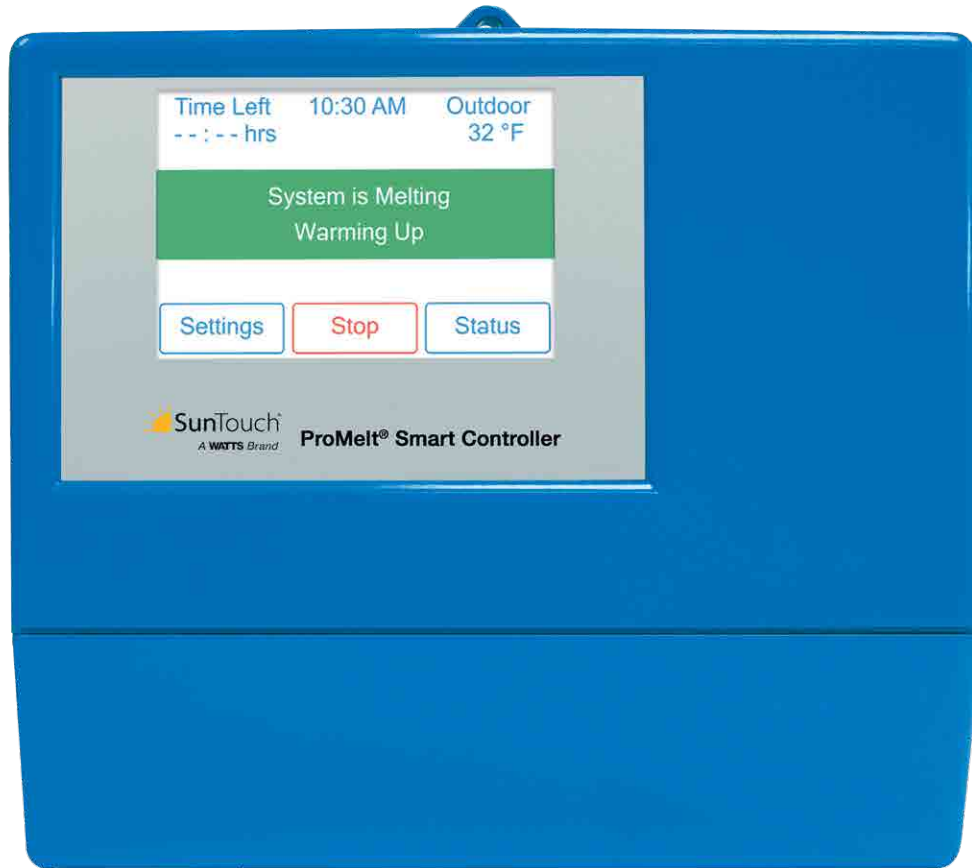 Time Left 10:30 AM Outdoor
- - : - - hrs 32 °F
System is Melting
Warming Up
Settings Stop Status
SunTouch®
A WATTS Brand
ProMelt® Smart Controller